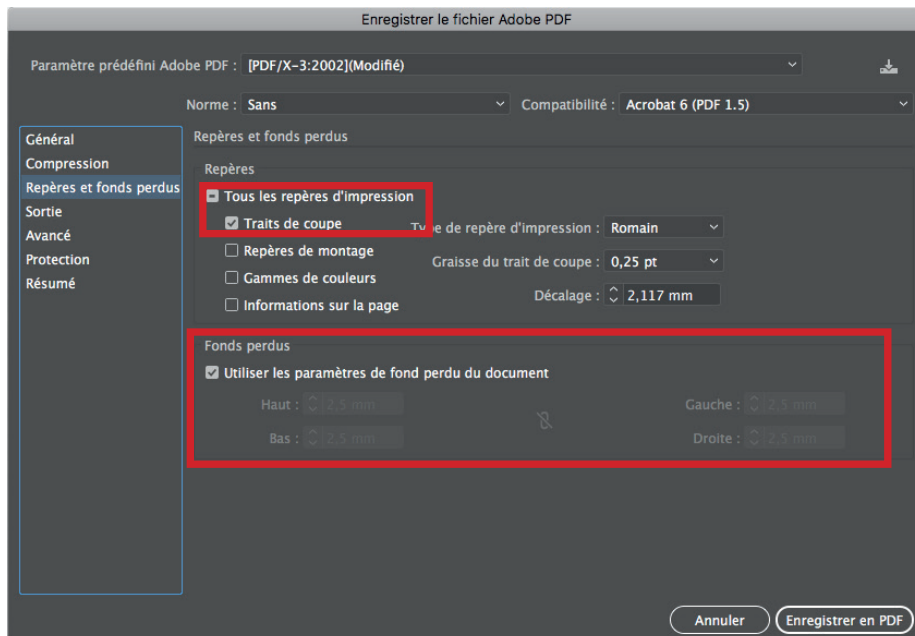 Enregistrer le fichier Adobe PDF
Paramètre prédéfini Adobe PDF : [PDF/X-3:2002](Modifié)
Norme : Sans Compatibilité : Acrobat 6 (PDF 1.5)
Général
Compression
Repères et fonds perdus
Sortie
Avancé
Protection
Résumé
Repères et fonds perdus
Repères
Tous les repères d'impression
Traits de coupe
Repères de montage
Gammes de couleurs
Informations sur la page
Type de repère d'impression : Romain
Graisse du trait de coupe : 0,25 pt
Décalage : 2,117 mm
Fonds perdus
Utiliser les paramètres de fond perdu du document
Haut : 2,5 mm Gauche : 2,5 mm
Bas : 2,5 mm Droite : 2,5 mm
Annuler Enregistrer en PDF